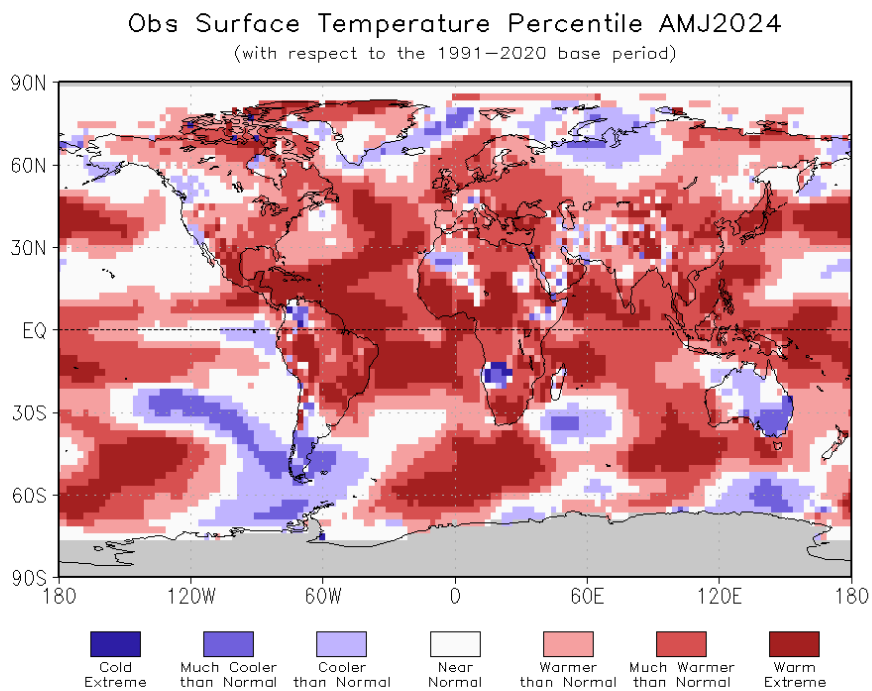 Obs Surface Temperature Percentile AMJ2024
(with respect to the 1991−2020 base period)
90N
60N
30N
EQ
30S
60S
90S
180 120W 60W 0 60E 120E 180
Cold Extreme
Much Cooler than Normal
Cooler than Normal
Near Normal
Warmer than Normal
Much Warmer than Normal
Warm Extreme